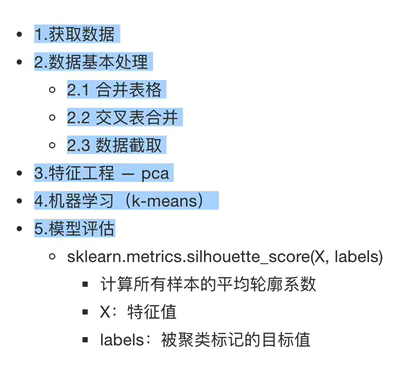 1.获取数据
2.数据基本处理
2.1 合并表格
2.2 交叉表合并
2.3 数据截取
3.特征工程 — pca
4.机器学习（k-means）
5.模型评估
sklearn.metrics.silhouette_score(X, labels)
计算所有样本的平均轮廓系数
X：特征值
labels：被聚类标记的目标值